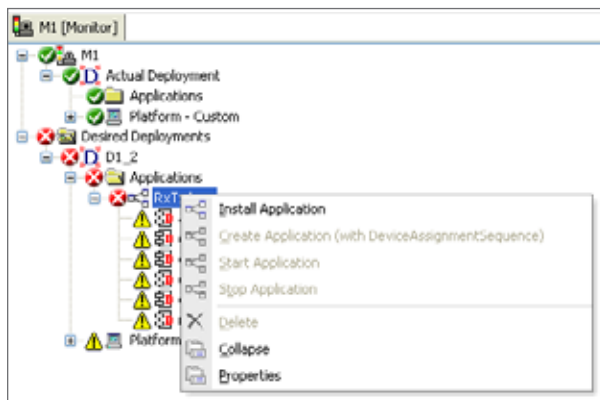 M1 [Monitor]
M1
Actual Deployment
Applications
Platform - Custom
Desired Deployments
D1_2
Applications
Install Application
Create Application (with DeviceAssignmentSequence)
Start Application
Stop Application
Delete
Platform
Collapse
Properties